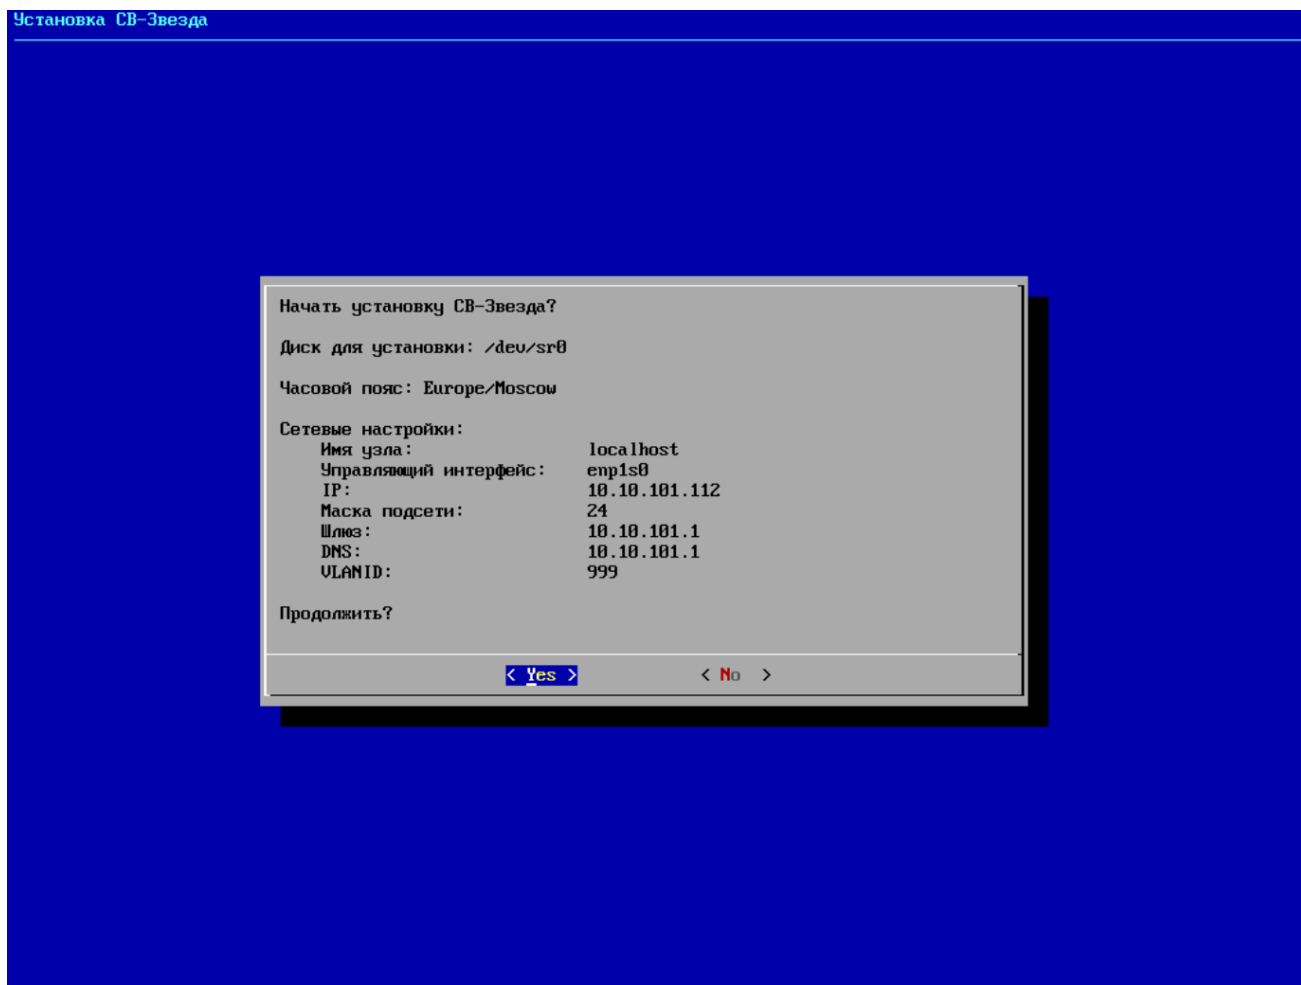 Установка СВ-Звезда
Начать установку СВ-Звезда?
Диск для установки: /dev/sr0
Часовой пояс: Europe/Moscow
Сетевые настройки:
Имя узла: localhost
Управляющий интерфейс: enp1s0
IP: 10.10.101.112
Маска подсети: 24
Шлюз: 10.10.101.1
DNS: 10.10.101.1
VLANID: 999
Продолжить?
< Yes > < No >